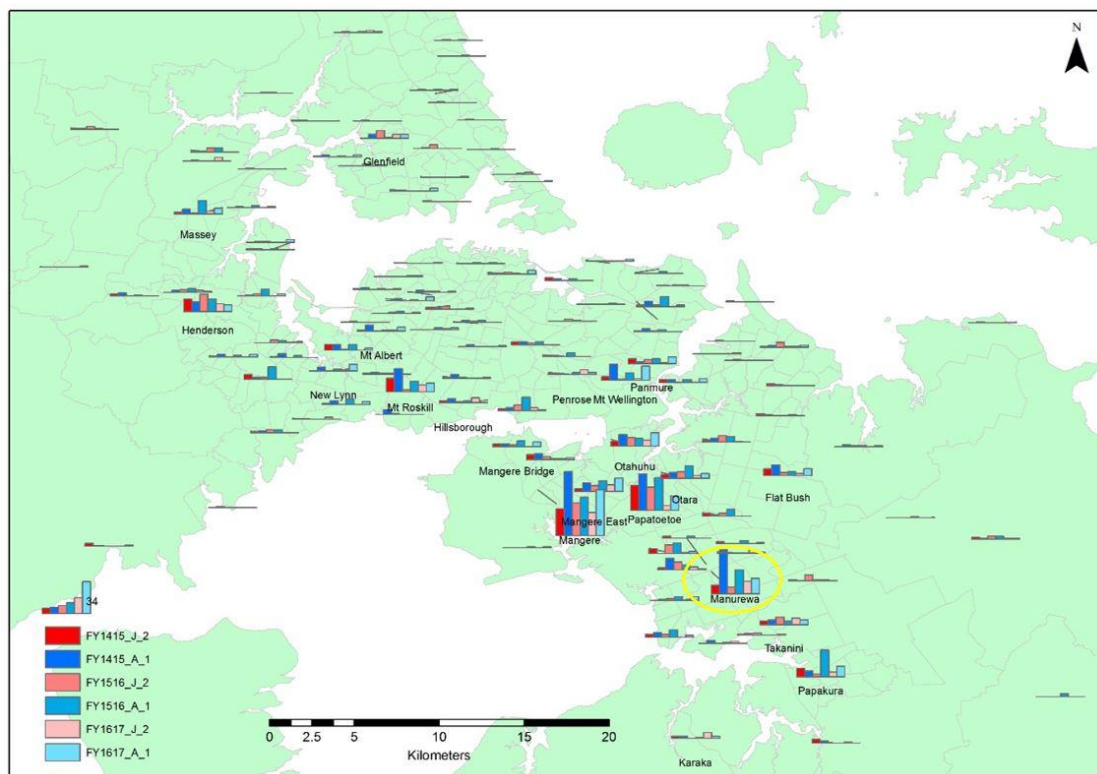 N
Glenfield
Massey
Henderson
Mt Albert
New Lynn
Mt Roskill
Penrose Mt Wellington
Panmure
Hillsborough
Otahuhu
Mangere Bridge
Otara
Flat Bush
Mangere East
Papatoetoe
Mangere
Manurewa
Takanini
Papakura
Karaka
34
FY1415_J_2
FY1415_A_1
FY1516_J_2
FY1516_A_1
FY1617_J_2
FY1617_A_1
0 2.5 5 10 15 20
Kilometers